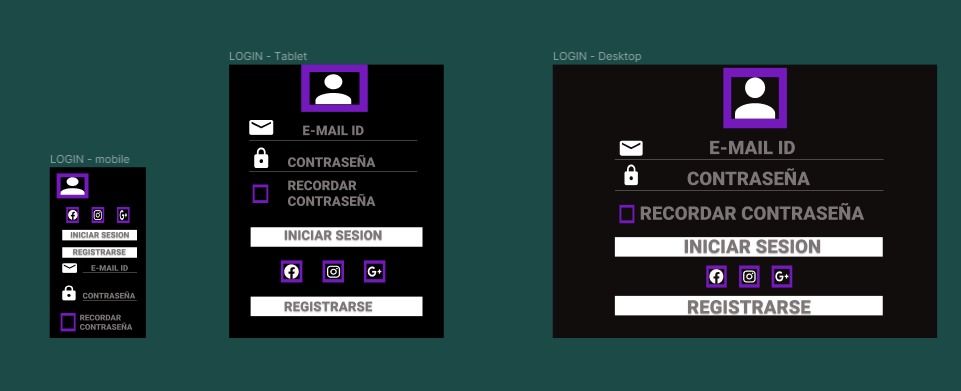 LOGIN - mobile
INICIAR SESION
REGISTRARSE
E-MAIL ID
CONTRASEÑA
RECORDAR
CONTRASEÑA
LOGIN - Tablet
E-MAIL ID
CONTRASEÑA
RECORDAR
CONTRASEÑA
INICIAR SESION
G+
REGISTRARSE
LOGIN - Desktop
E-MAIL ID
CONTRASEÑA
RECORDAR CONTRASEÑA
INICIAR SESION
G+
REGISTRARSE